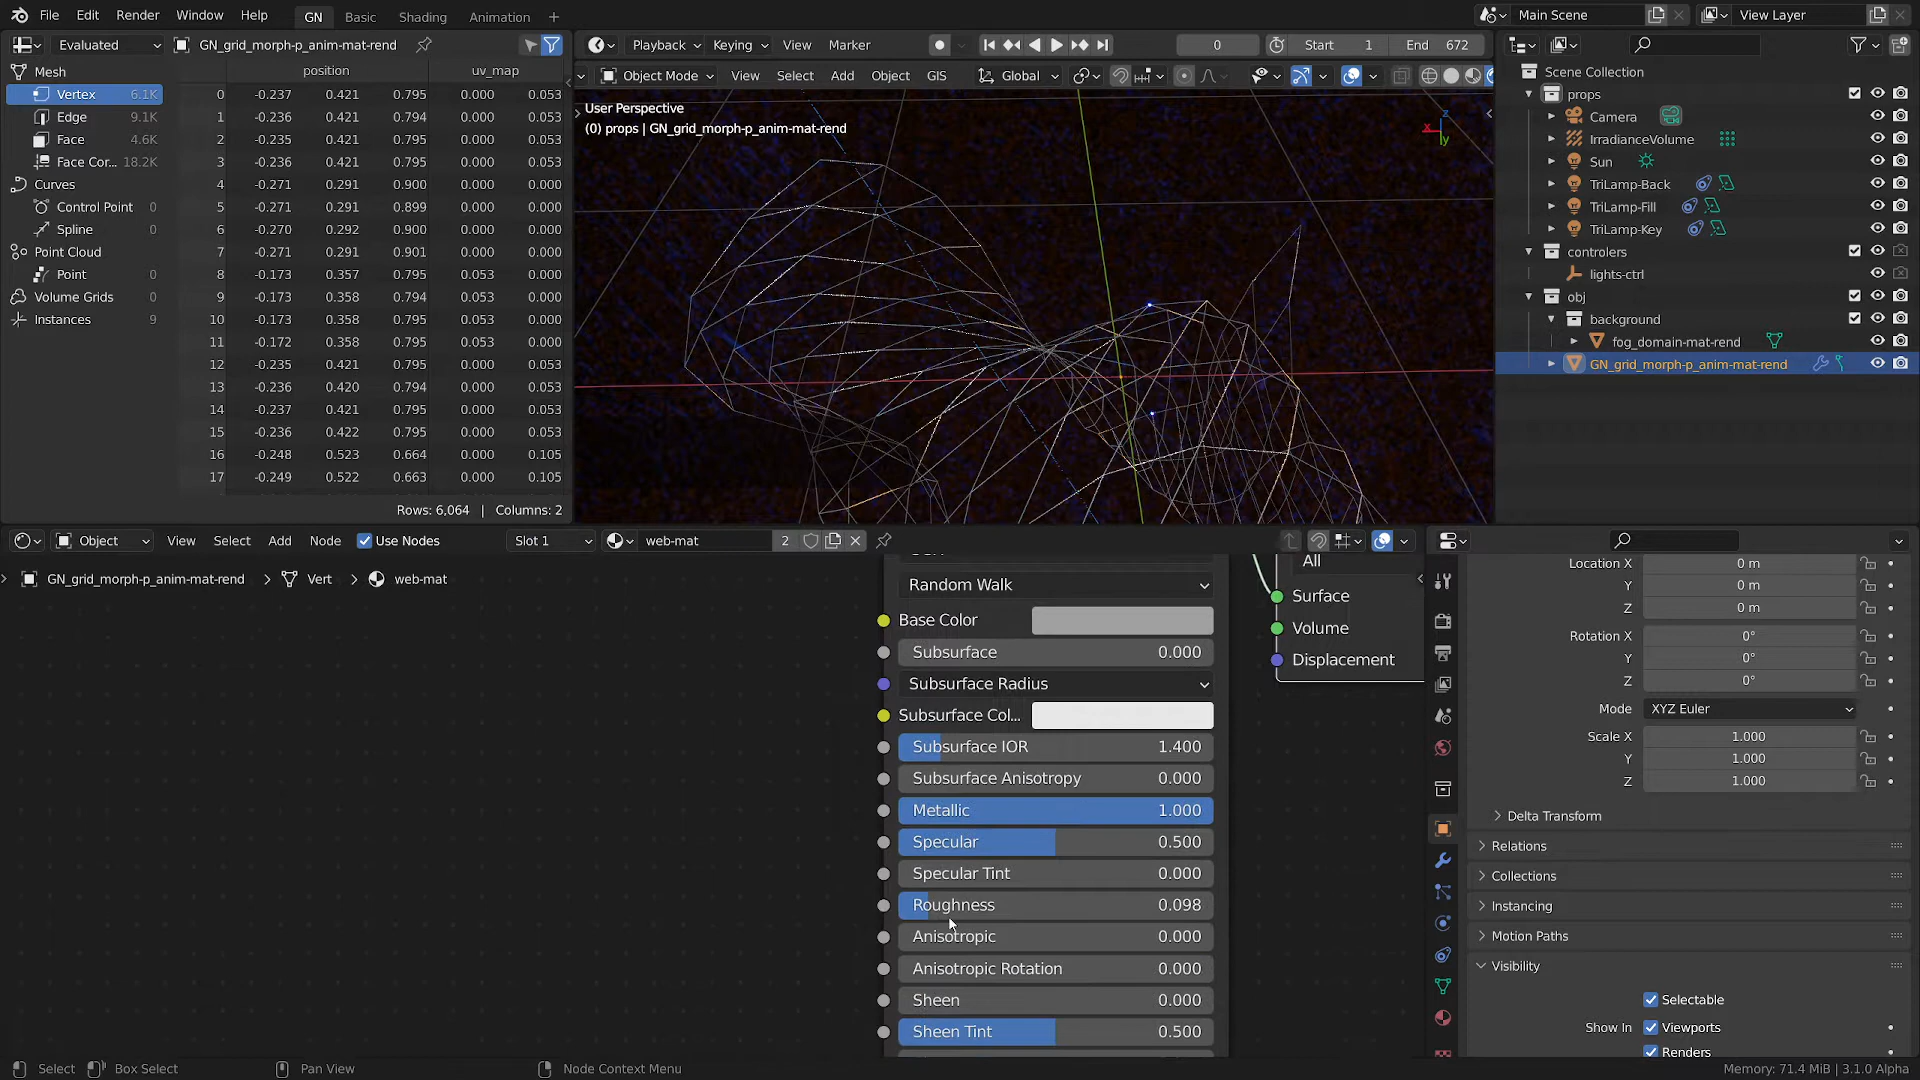 File Edit Render Window Help GN Basic Shading Animation + Main Scene View Layer
Evaluated GN_grid_morph-p_anim-mat-rend
Playback Keying View Marker 0 Start 1 End 672
Object Mode View Select Add Object GIS Global
Mesh
Vertex 6.1K
Edge 9.1K
Face 4.6K
Face Cor... 18.2K
Curves
Control Point 0
Spline 0
Point Cloud
Point 0
Volume Grids 0
Instances 9
position uv_map
0 -0.237 0.421 0.795 0.000 0.053
1 -0.236 0.421 0.794 0.000 0.053
2 -0.235 0.421 0.795 0.000 0.053
3 -0.236 0.421 0.795 0.000 0.053
4 -0.271 0.291 0.900 0.000 0.000
5 -0.271 0.291 0.899 0.000 0.000
6 -0.270 0.292 0.900 0.000 0.000
7 -0.271 0.291 0.901 0.000 0.000
8 -0.173 0.357 0.795 0.053 0.000
9 -0.173 0.358 0.794 0.053 0.000
10 -0.173 0.358 0.795 0.053 0.000
11 -0.172 0.358 0.795 0.053 0.000
12 -0.235 0.421 0.795 0.000 0.053
13 -0.236 0.420 0.794 0.000 0.053
14 -0.237 0.421 0.795 0.000 0.053
15 -0.236 0.422 0.795 0.000 0.053
16 -0.248 0.523 0.664 0.000 0.105
17 -0.249 0.522 0.663 0.000 0.105
Rows: 6,064 | Columns: 2
User Perspective
(0) props | GN_grid_morph-p_anim-mat-rend
Z
X
Y
Scene Collection
props
Camera
IrradianceVolume
Sun
TriLamp-Back
TriLamp-Fill
TriLamp-Key
controlers
lights-ctrl
obj
background
fog_domain-mat-rend
GN_grid_morph-p_anim-mat-rend
Object View Select Add Node Use Nodes Slot 1 web-mat 2
GN_grid_morph-p_anim-mat-rend > Vert > web-mat
Random Walk
Base Color
Subsurface 0.000
Subsurface Radius
Subsurface Col...
Subsurface IOR 1.400
Subsurface Anisotropy 0.000
Metallic 1.000
Specular 0.500
Specular Tint 0.000
Roughness 0.098
Anisotropic 0.000
Anisotropic Rotation 0.000
Sheen 0.000
Sheen Tint 0.500
All
Surface
Volume
Displacement
Location X 0 m
Y 0 m
Z 0 m
Rotation X 0°
Y 0°
Z 0°
Mode XYZ Euler
Scale X 1.000
Y 1.000
Z 1.000
Delta Transform
Relations
Collections
Instancing
Motion Paths
Visibility
Selectable
Show In Viewports
Renders
Select Box Select Pan View Node Context Menu Memory: 71.4 MiB | 3.1.0 Alpha